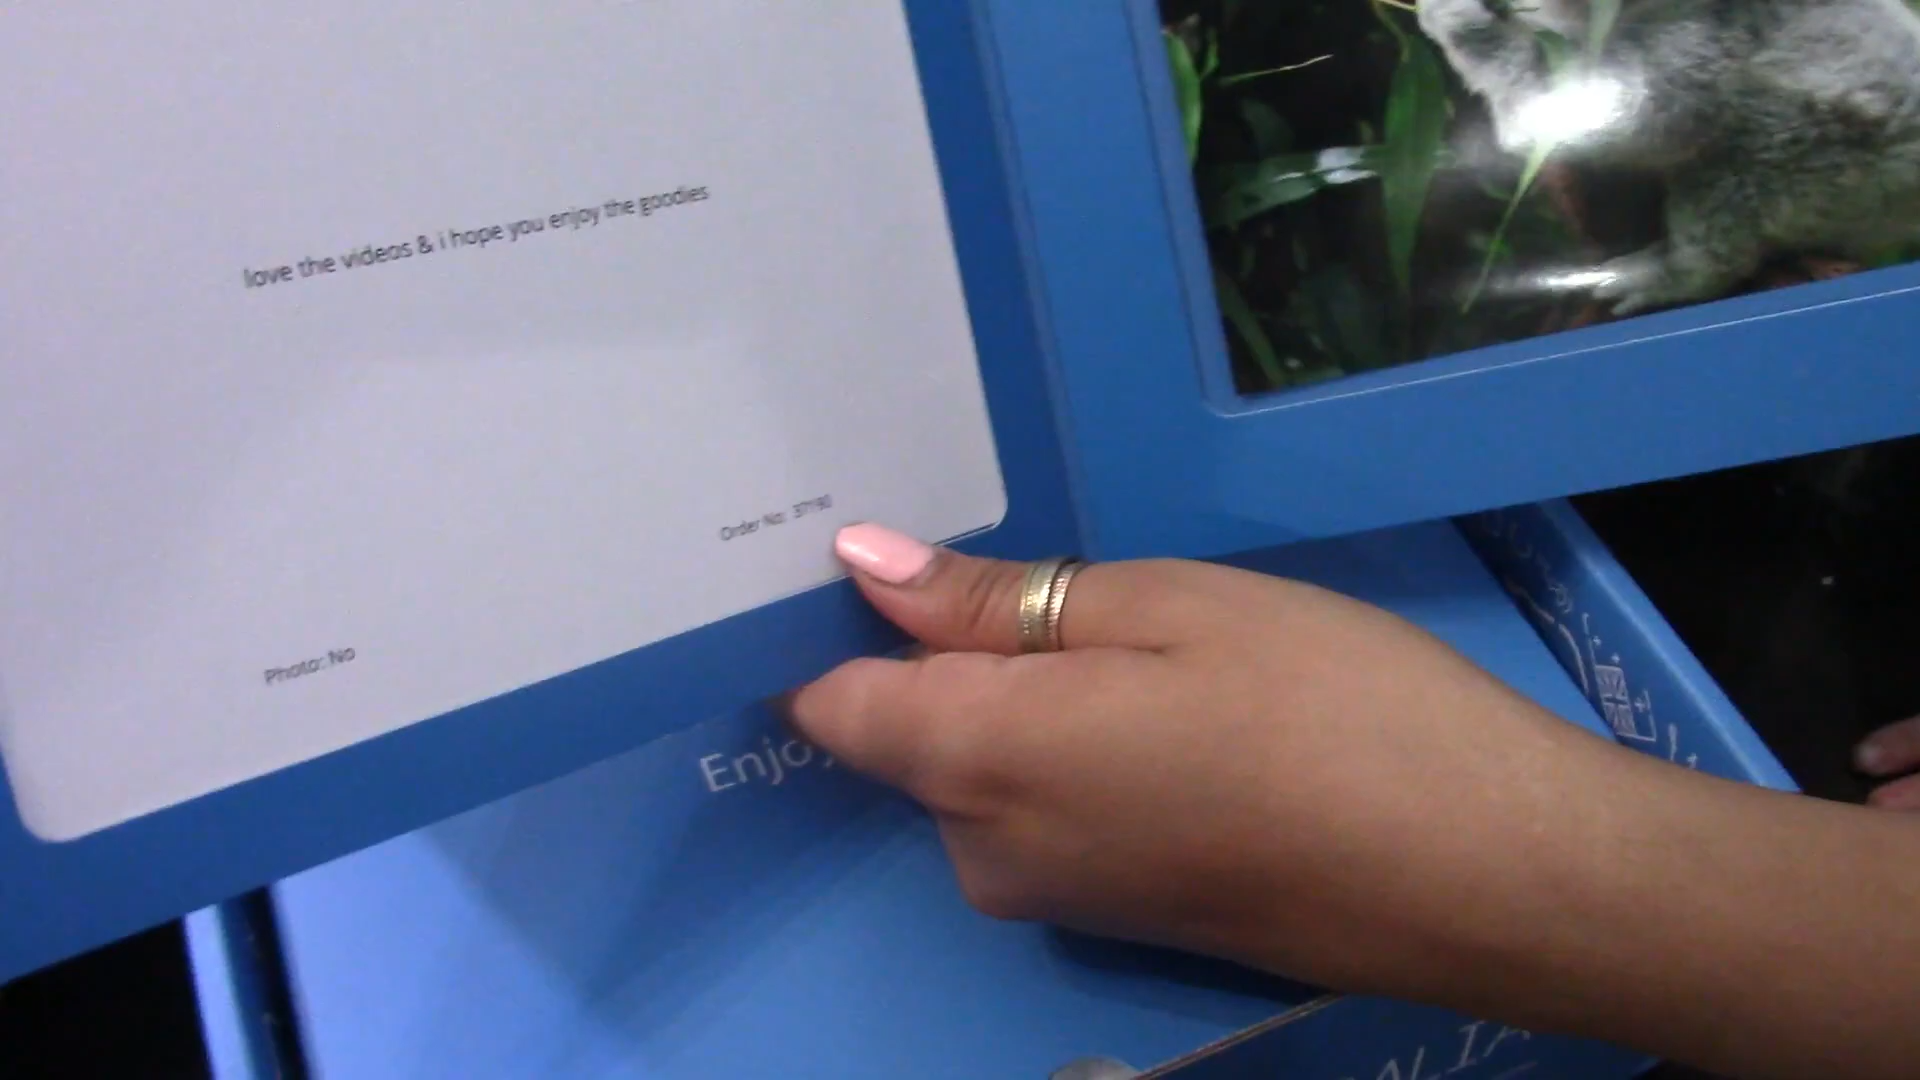 love the videos & i hope you enjoy the goodies
Order No: 37190
Photo: No
Enjoy